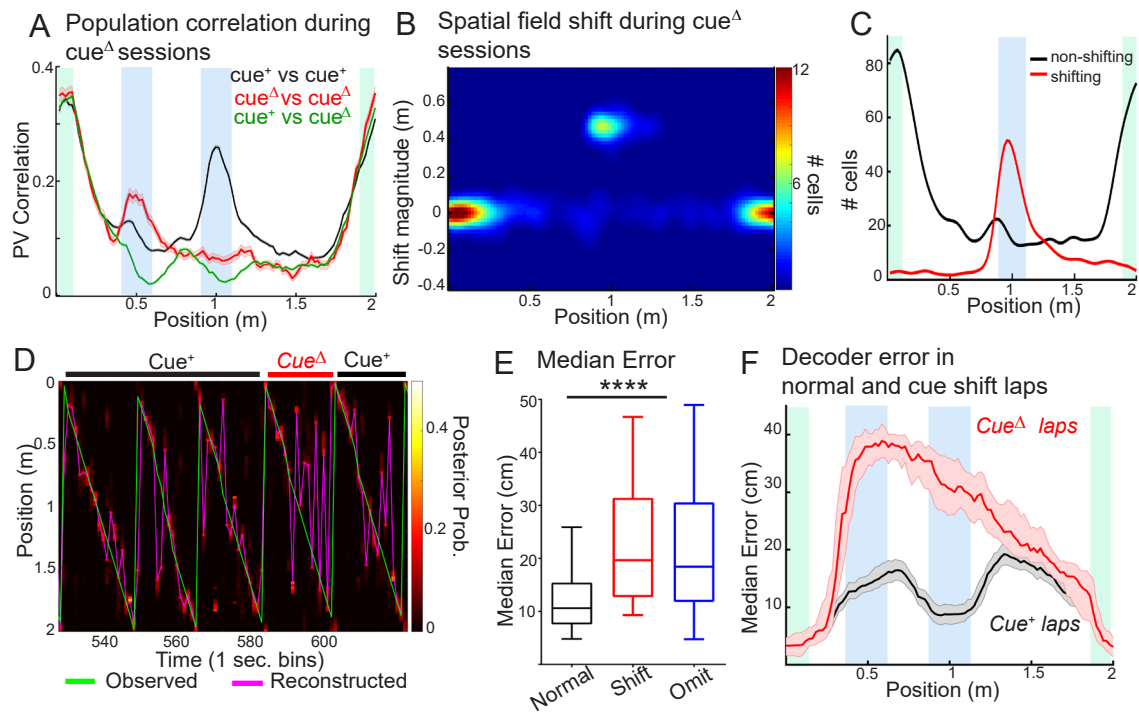 A Population correlation during
cue^Δ sessions
0.4
0.2
0
PV Correlation
cue⁺ vs cue⁺
cue^Δ vs cue^Δ
cue⁺ vs cue^Δ
0.5 1 1.5 2
Position (m)
B Spatial field shift during cue^Δ
sessions
0.6
0.4
0.2
0
-0.2
-0.4
Shift magnitude (m)
0.5 1 1.5 2
Position (m)
12
6
0
# cells
C
80
60
40
20
0
# cells
non-shifting
shifting
0.5 1 1.5 2
Position (m)
D
Cue⁺ Cue^Δ Cue⁺
0
0.5
1
1.5
2
Position (m)
540 560 580 600
Time (1 sec. bins)
0.4
0.2
0
Posterior Prob.
Observed Reconstructed
E Median Error
****
50
40
30
20
10
Median Error (cm)
Normal Shift Omit
F Decoder error in
normal and cue shift laps
40
30
20
10
Median Error (cm)
Cue^Δ laps
Cue⁺ laps
0.5 1 1.5 2
Position (m)